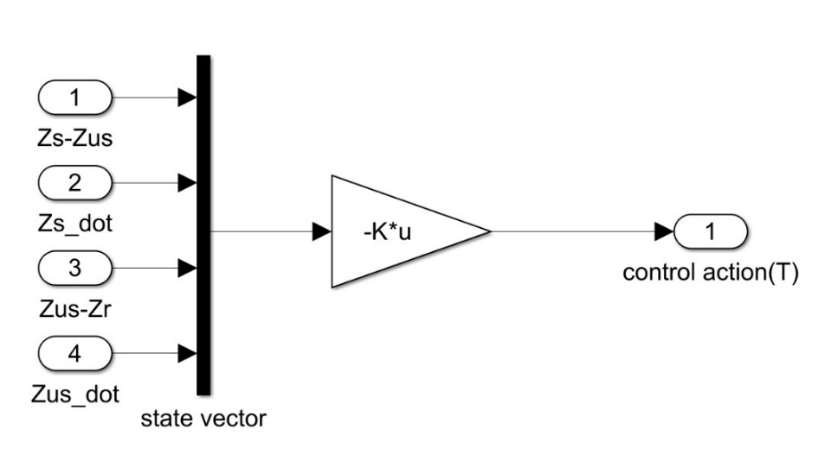 1
Zs-Zus
2
Zs_dot
3
Zus-Zr
4
Zus_dot
state vector
-K*u
1
control action(T)